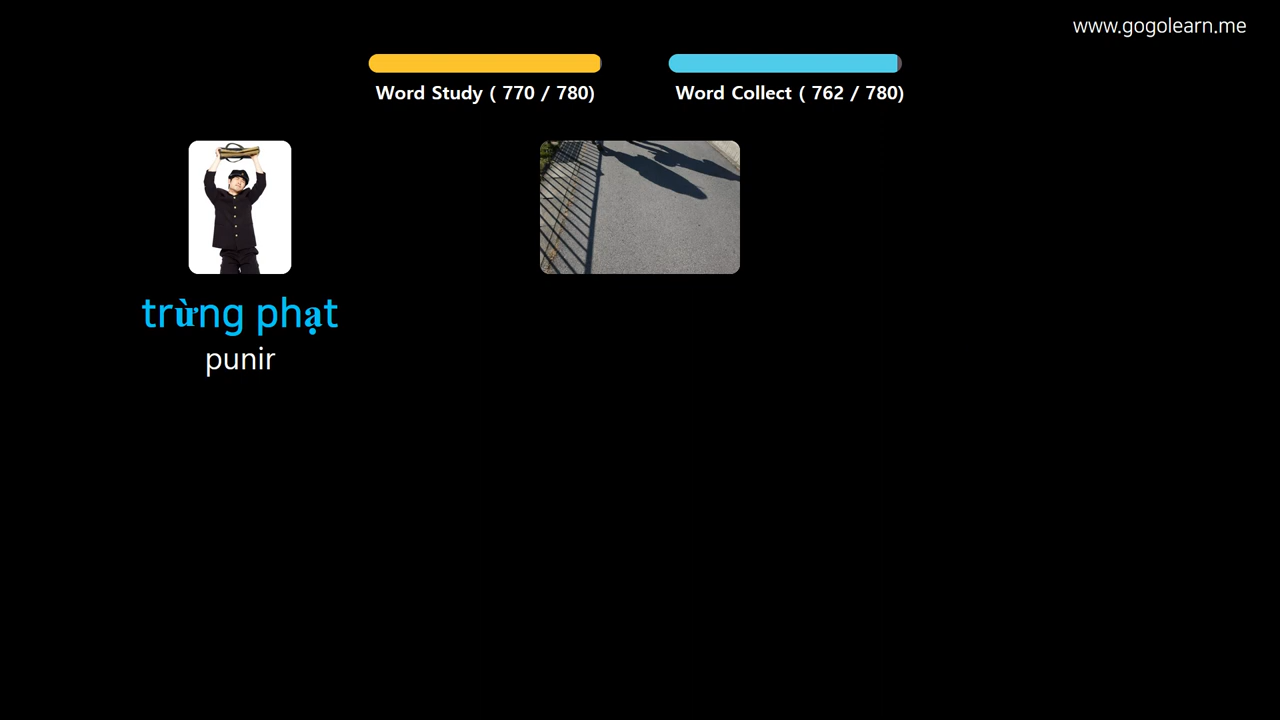 www.gogolearn.me
Word Study ( 770 / 780)
Word Collect ( 762 / 780)
trừng phạt
punir